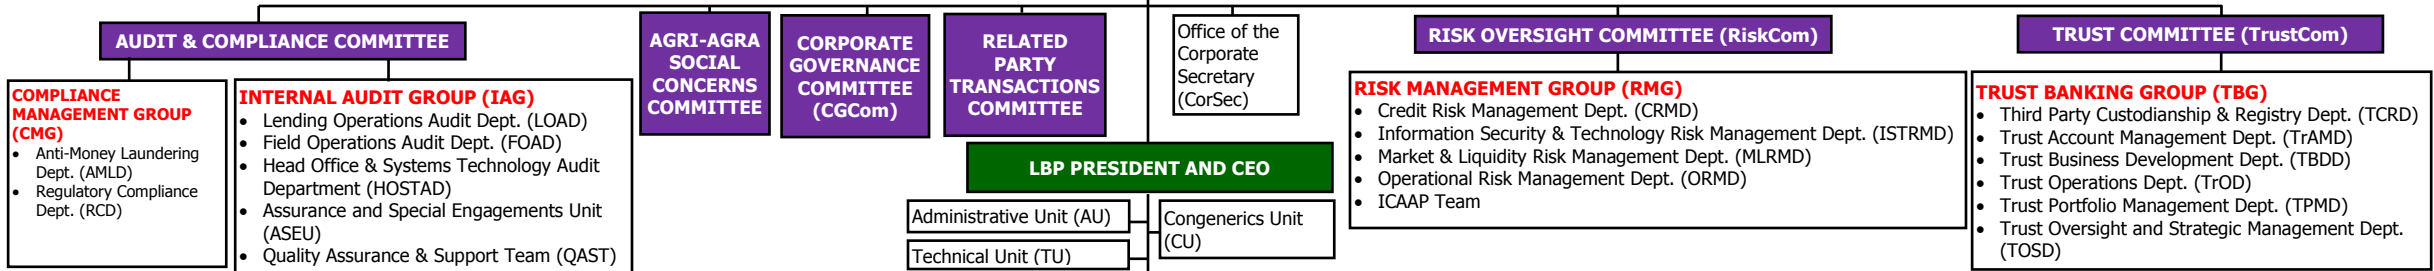 AUDIT & COMPLIANCE COMMITTEE
COMPLIANCE
MANAGEMENT GROUP
(CMG)
• Anti-Money Laundering
Dept. (AMLD)
• Regulatory Compliance
Dept. (RCD)
INTERNAL AUDIT GROUP (IAG)
• Lending Operations Audit Dept. (LOAD)
• Field Operations Audit Dept. (FOAD)
• Head Office & Systems Technology Audit
Department (HOSTAD)
• Assurance and Special Engagements Unit
(ASEU)
• Quality Assurance & Support Team (QAST)
AGRI-AGRA
SOCIAL
CONCERNS
COMMITTEE
CORPORATE
GOVERNANCE
COMMITTEE
(CGCom)
RELATED
PARTY
TRANSACTIONS
COMMITTEE
Office of the
Corporate
Secretary
(CorSec)
LBP PRESIDENT AND CEO
Administrative Unit (AU)
Technical Unit (TU)
Congenerics Unit
(CU)
RISK OVERSIGHT COMMITTEE (RiskCom)
RISK MANAGEMENT GROUP (RMG)
• Credit Risk Management Dept. (CRMD)
• Information Security & Technology Risk Management Dept. (ISTRMD)
• Market & Liquidity Risk Management Dept. (MLRMD)
• Operational Risk Management Dept. (ORMD)
• ICAAP Team
TRUST COMMITTEE (TrustCom)
TRUST BANKING GROUP (TBG)
• Third Party Custodianship & Registry Dept. (TCRD)
• Trust Account Management Dept. (TrAMD)
• Trust Business Development Dept. (TBDD)
• Trust Operations Dept. (TrOD)
• Trust Portfolio Management Dept. (TPMD)
• Trust Oversight and Strategic Management Dept.
(TOSD)